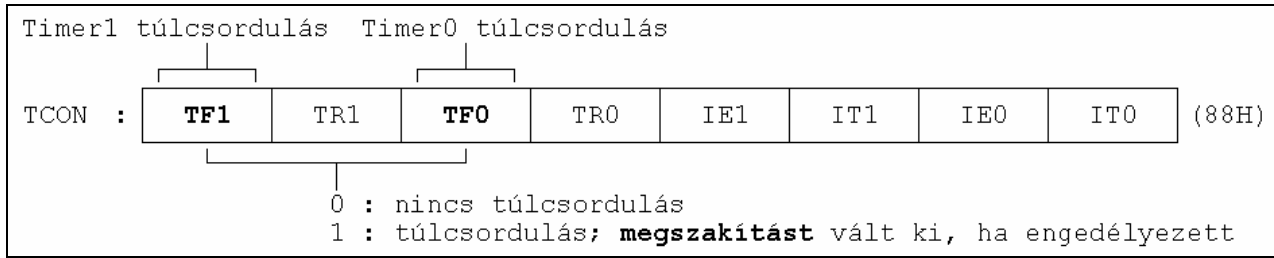 Timer1 túlcsordulás Timer0 túlcsordulás
TCON : TF1 TR1 TF0 TR0 IE1 IT1 IE0 IT0 (88H)
0 : nincs túlcsordulás
1 : túlcsordulás; megszakítást vált ki, ha engedélyezett